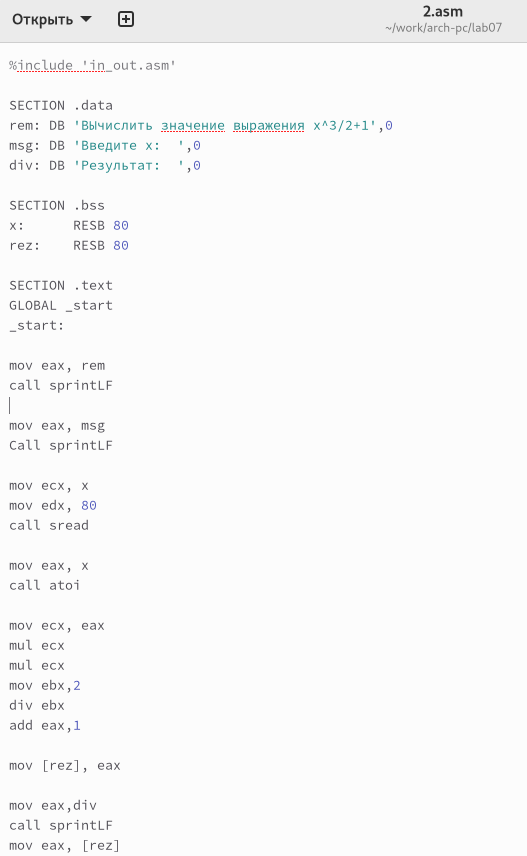 Открыть
2.asm
~/work/arch-pc/lab07
%include 'in_out.asm'
SECTION .data
rem: DB 'ВЫчислить значение выражения x^3/2+1',0
msg: DB 'Введите x:  ',0
div: DB 'Результат:  ',0
SECTION .bss
x:      RESB 80
rez:    RESB 80
SECTION .text
GLOBAL _start
_start:
mov eax, rem
call sprintLF
mov eax, msg
Call sprintLF
mov ecx, x
mov edx, 80
call sread
mov eax, x
call atoi
mov ecx, eax
mul ecx
mul ecx
mov ebx,2
div ebx
add eax,1
mov [rez], eax
mov eax,div
call sprintLF
mov eax, [rez]